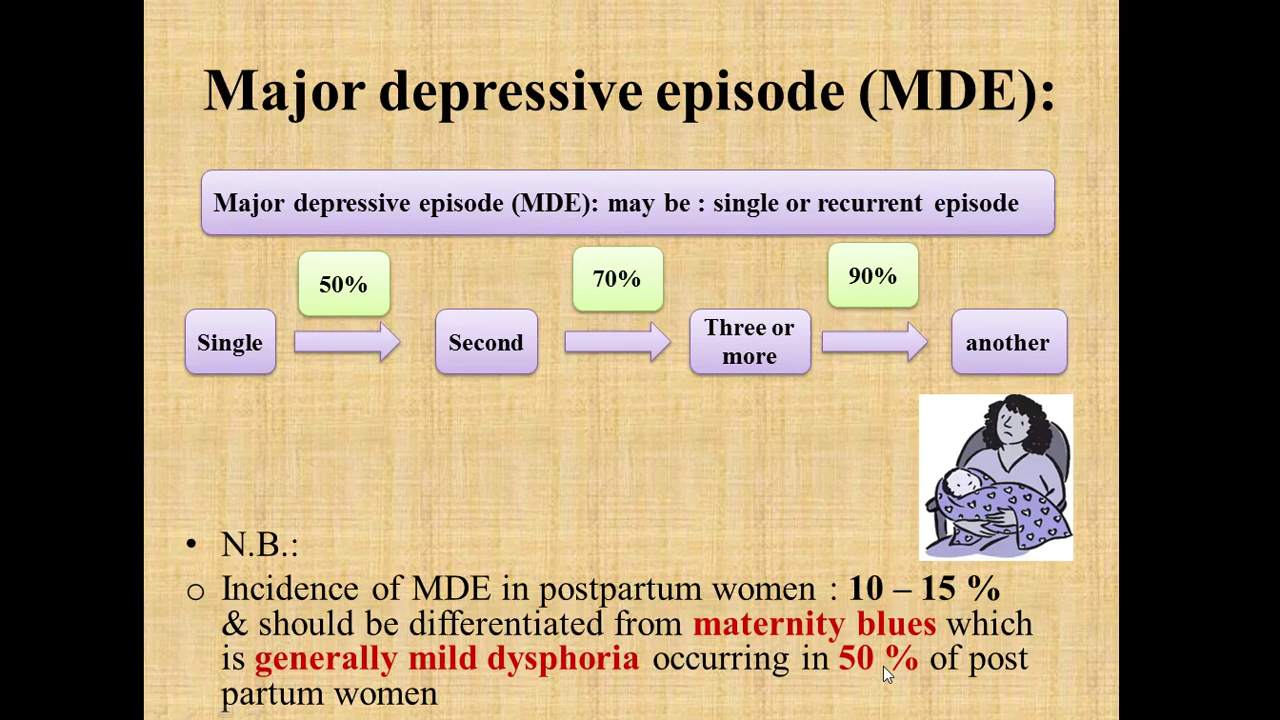 Major depressive episode (MDE):
Major depressive episode (MDE): may be : single or recurrent episode
50%
70%
90%
Single
Second
Three or
more
another
• N.B.:
o Incidence of MDE in postpartum women : 10 – 15 %
& should be differentiated from maternity blues which
is generally mild dysphoria occurring in 50 % of post
partum women